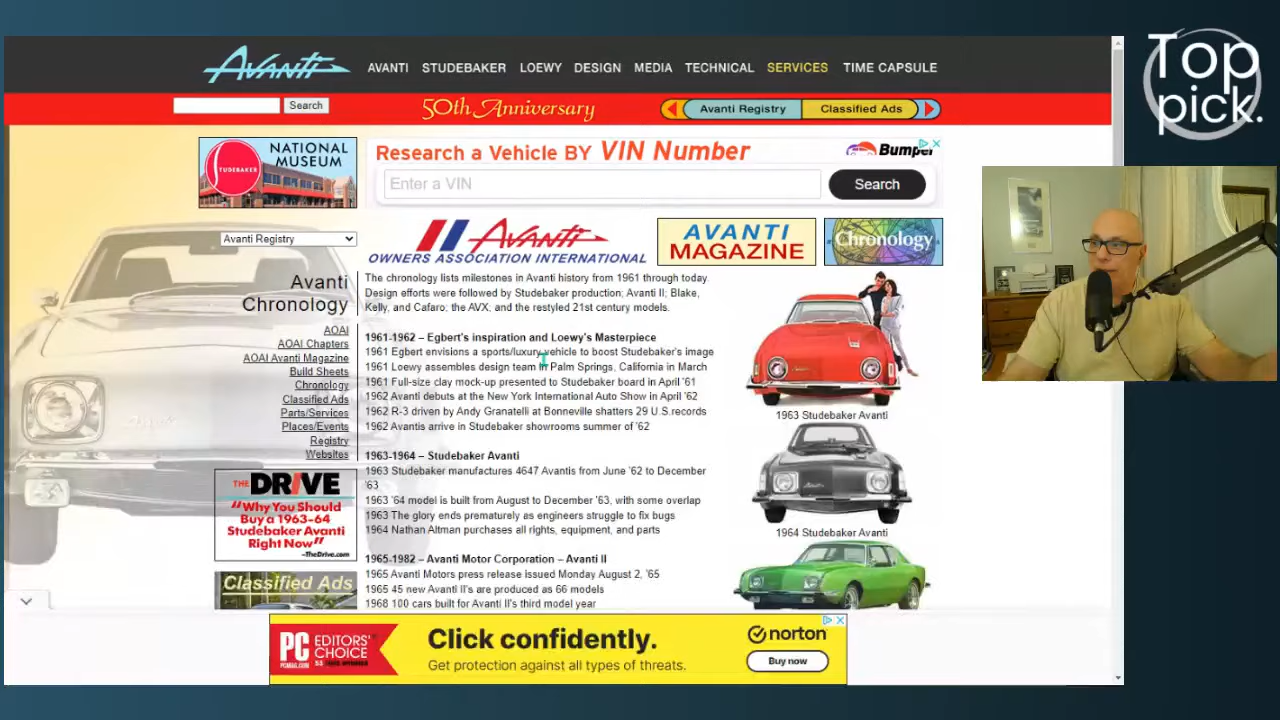 Top
pick.
Avanti
AVANTI STUDEBAKER LOEWY DESIGN MEDIA TECHNICAL SERVICES TIME CAPSULE
Search
50th Anniversary
Avanti Registry
Classified Ads
STUDEBAKER
NATIONAL
MUSEUM
Research a Vehicle BY VIN Number
Bumper
Enter a VIN
Search
Avanti Registry
Avanti
OWNERS ASSOCIATION INTERNATIONAL
AVANTI
MAGAZINE
Chronology
Avanti
Chronology
AOAI
AOAI Chapters
AOAI Avanti Magazine
Build Sheets
Chronology
Classified Ads
Parts/Services
Places/Events
Registry
Websites
THE DRIVE
"Why You Should
Buy a 1963-64
Studebaker Avanti
Right Now"
~TheDrive.com
Classified Ads
The chronology lists milestones in Avanti history from 1961 through today.
Design efforts were followed by Studebaker production; Avanti II; Blake,
Kelly, and Cafaro; the AVX; and the restyled 21st century models.
1961-1962 – Egbert's inspiration and Loewy's Masterpiece
1961 Egbert envisions a sports/luxury vehicle to boost Studebaker's image
1961 Loewy assembles design team in Palm Springs, California in March
1961 Full-size clay mock-up presented to Studebaker board in April '61
1962 Avanti debuts at the New York International Auto Show in April '62
1962 R-3 driven by Andy Granatelli at Bonneville shatters 29 U.S.records
1962 Avantis arrive in Studebaker showrooms summer of '62
1963-1964 – Studebaker Avanti
1963 Studebaker manufactures 4647 Avantis from June '62 to December
'63
1963 '64 model is built from August to December '63, with some overlap
1963 The glory ends prematurely as engineers struggle to fix bugs
1964 Nathan Altman purchases all rights, equipment, and parts
1965-1982 – Avanti Motor Corporation – Avanti II
1965 Avanti Motors press release issued Monday August 2, '65
1965 45 new Avanti II's are produced as 66 models
1968 100 cars built for Avanti II's third model year
1963 Studebaker Avanti
1964 Studebaker Avanti
PC
PCMAG.COM
EDITORS'
CHOICE
Click confidently.
Get protection against all types of threats.
norton
Buy now